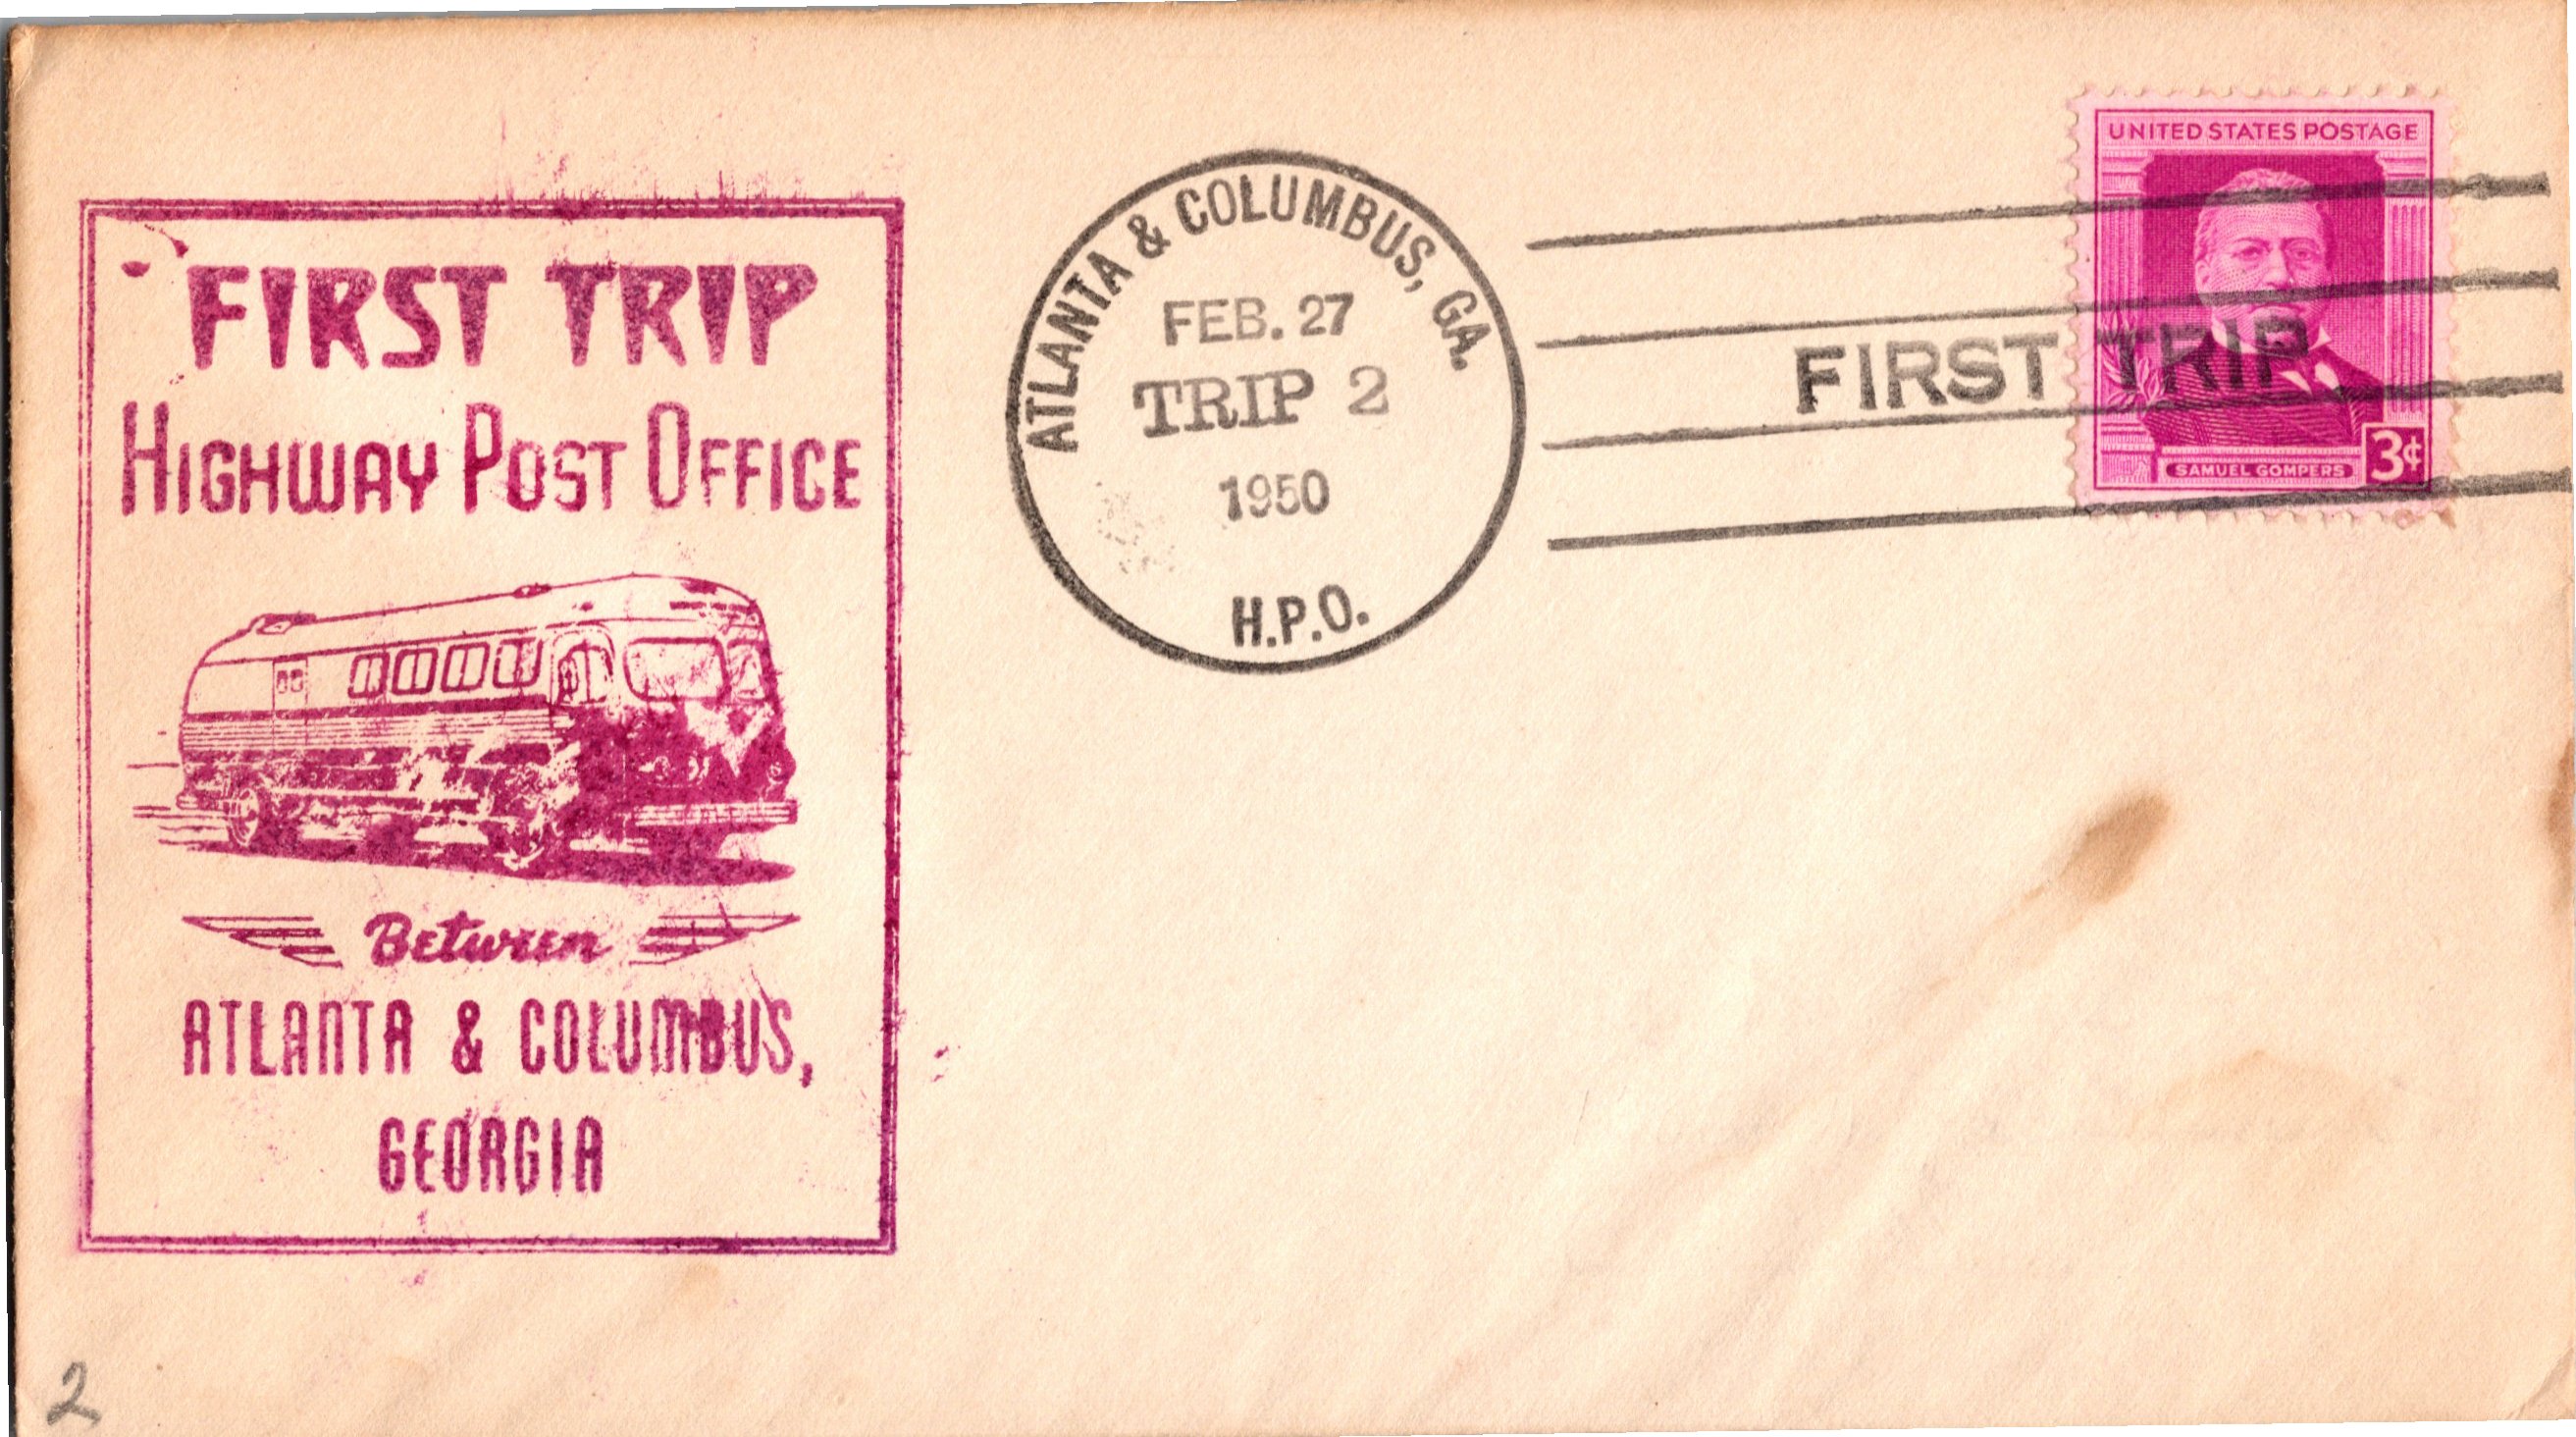 FIRST TRIP
HIGHWAY POST OFFICE
Between
ATLANTA & COLUMBUS,
GEORGIA
ATLANTA & COLUMBUS, GA.
FEB. 27
TRIP 2
1950
H.P.O.
FIRST TRIP
UNITED STATES POSTAGE
SAMUEL GOMPERS
3¢
2